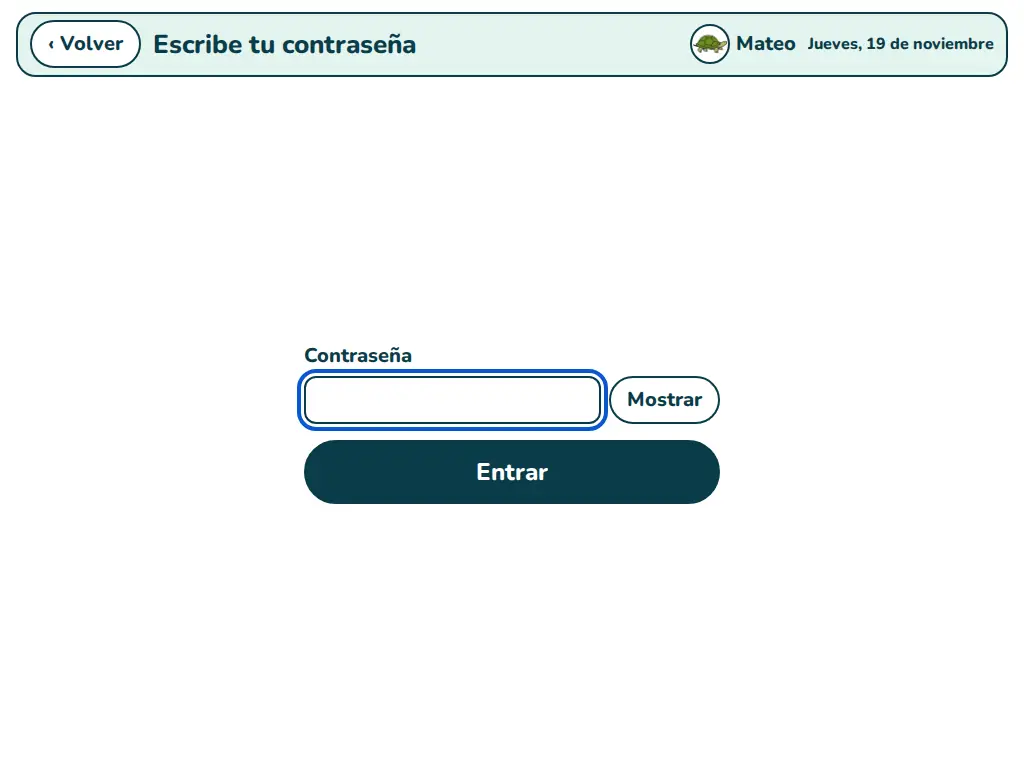 ‹ Volver
Escribe tu contraseña
Mateo
Jueves, 19 de noviembre
Contraseña
Mostrar
Entrar